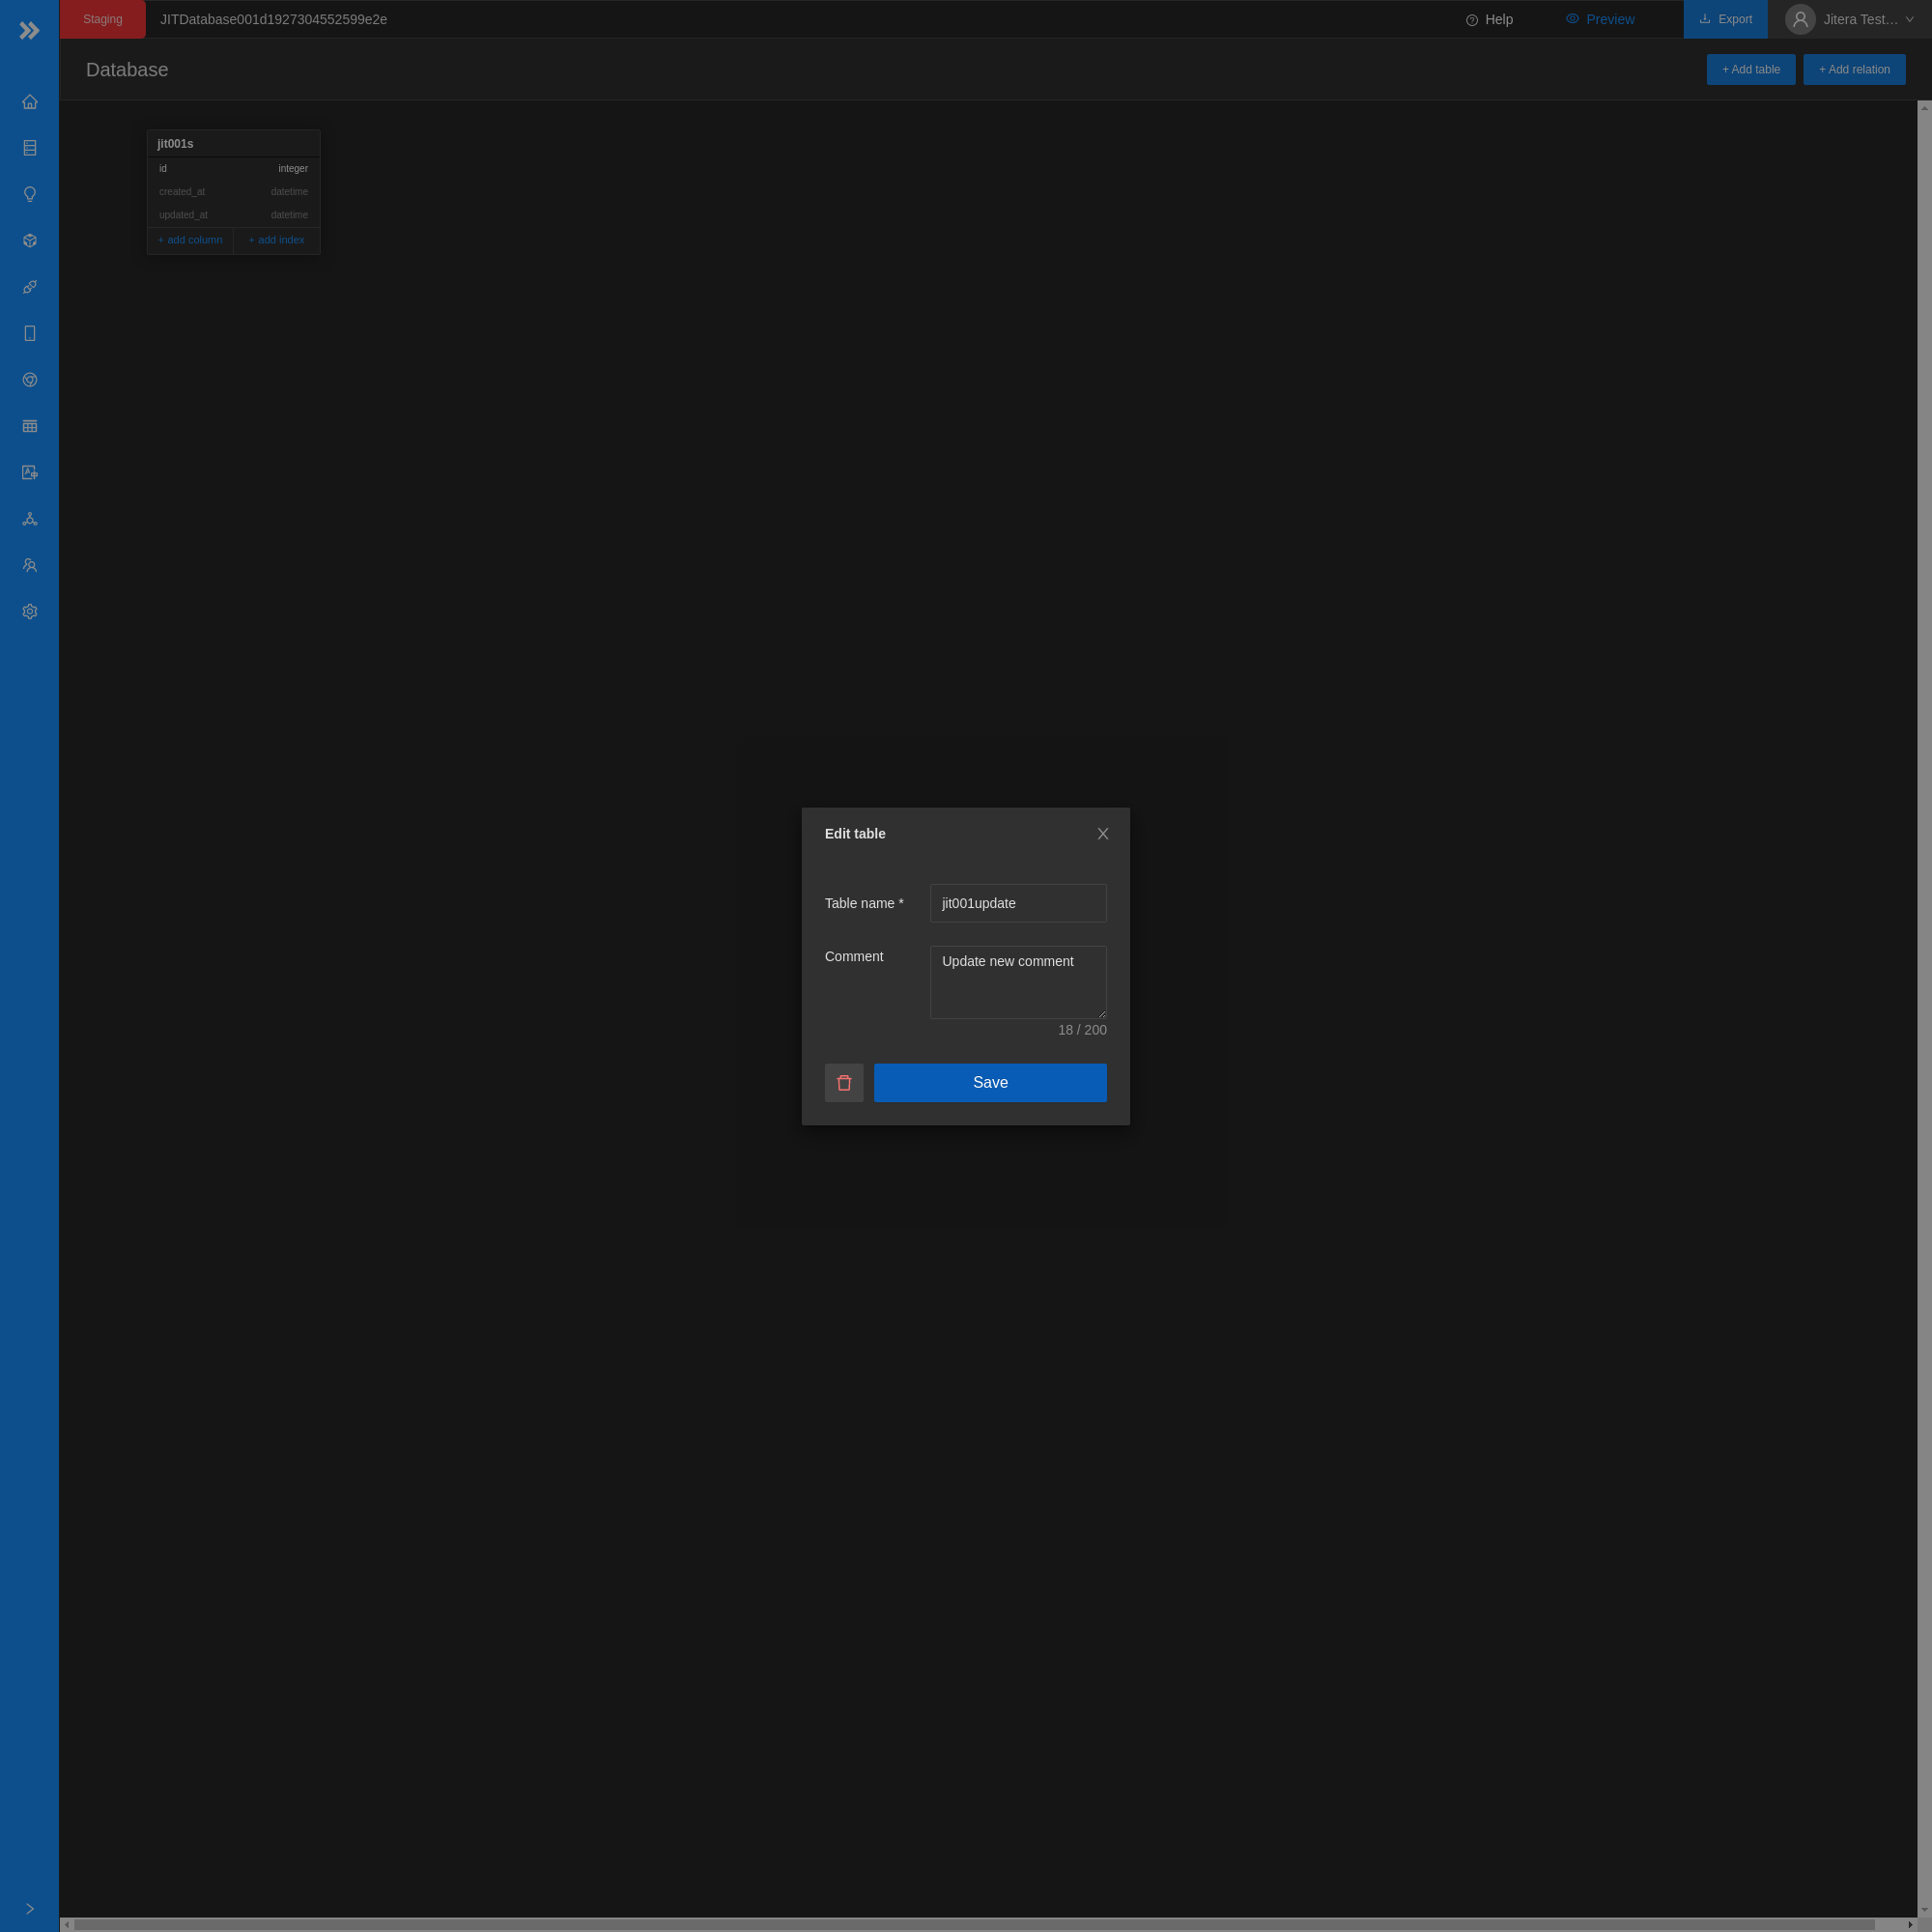 Staging
JITDatabase001d1927304552599e2e
Help
Preview
Export
Jitera Test…
Database
+ Add table
+ Add relation
jit001s
id integer
created_at datetime
updated_at datetime
+ add column
+ add index
Edit table
Table name *
jit001update
Comment
Update new comment
18 / 200
Save